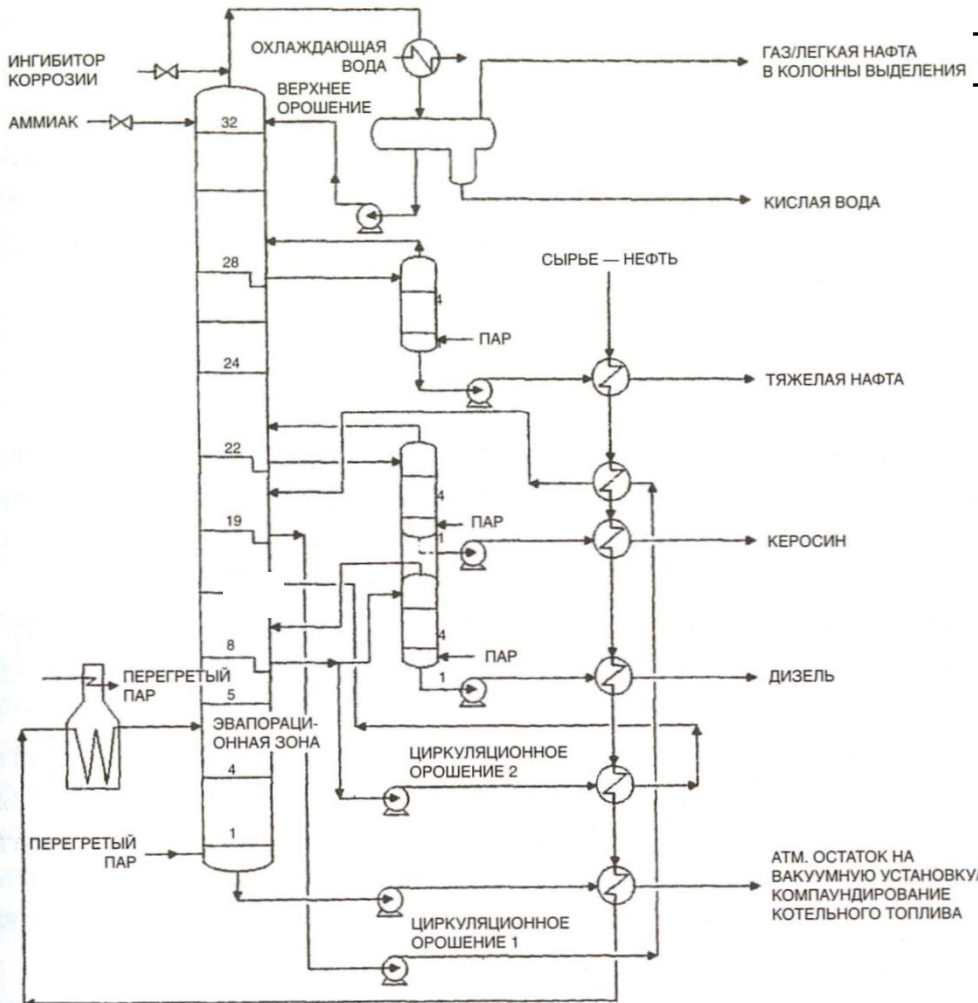 ИНГИБИТОР
КОРРОЗИИ
АММИАК
ОХЛАЖДАЮЩАЯ
ВОДА
ВЕРХНЕЕ
ОРОШЕНИЕ
ГАЗ/ЛЕГКАЯ НАФТА
В КОЛОННЫ ВЫДЕЛЕНИЯ
КИСЛАЯ ВОДА
32
СЫРЬЕ — НЕФТЬ
28
4
ПАР
1
24
ТЯЖЕЛАЯ НАФТА
22
4
ПАР
1
19
КЕРОСИН
8
4
ПАР
1
ДИЗЕЛЬ
ПЕРЕГРЕТЫЙ
ПАР
5
ЭВАПОРАЦИ-
ОННАЯ ЗОНА
ЦИРКУЛЯЦИОННОЕ
ОРОШЕНИЕ 2
4
1
ПЕРЕГРЕТЫЙ
ПАР
АТМ. ОСТАТОК НА
ВАКУУМНУЮ УСТАНОВКУ/
КОМПАУНДИРОВАНИЕ
КОТЕЛЬНОГО ТОПЛИВА
ЦИРКУЛЯЦИОННОЕ
ОРОШЕНИЕ 1